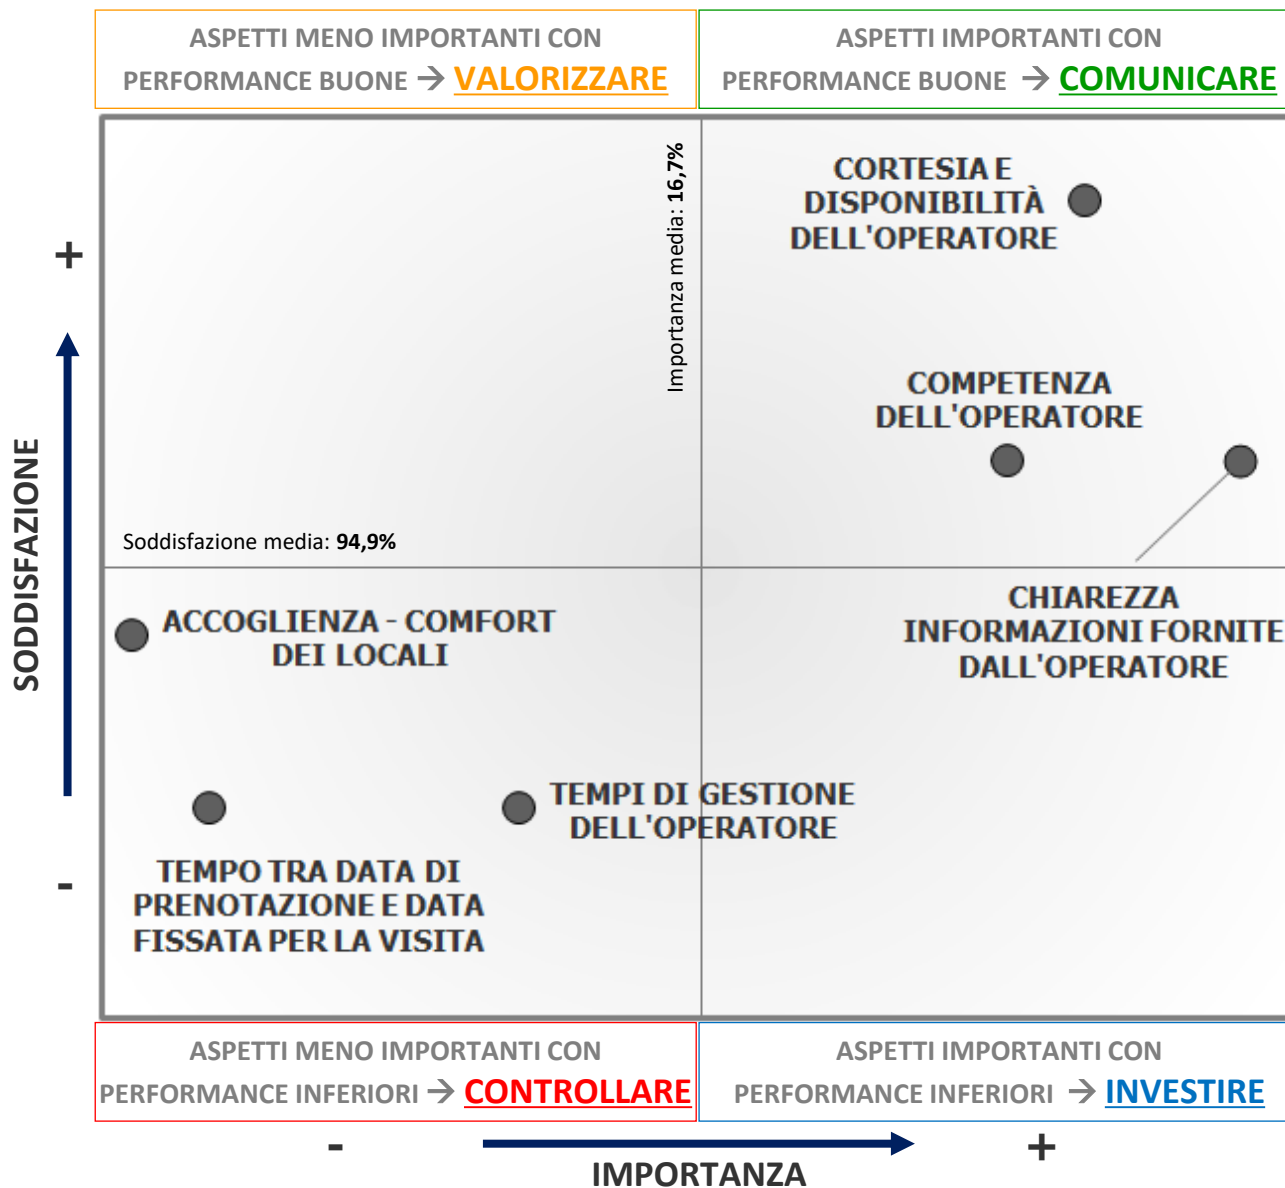 ASPETTI MENO IMPORTANTI CON
PERFORMANCE BUONE → VALORIZZARE
ASPETTI IMPORTANTI CON
PERFORMANCE BUONE → COMUNICARE
Importanza media: 16,7%
CORTESIA E
DISPONIBILITÀ
DELL'OPERATORE
+
COMPETENZA
DELL'OPERATORE
SODDISFAZIONE
Soddisfazione media: 94,9%
ACCOGLIENZA - COMFORT
DEI LOCALI
CHIAREZZA
INFORMAZIONI FORNITE
DALL'OPERATORE
TEMPI DI GESTIONE
DELL'OPERATORE
-
TEMPO TRA DATA DI
PRENOTAZIONE E DATA
FISSATA PER LA VISITA
ASPETTI MENO IMPORTANTI CON
PERFORMANCE INFERIORI → CONTROLLARE
ASPETTI IMPORTANTI CON
PERFORMANCE INFERIORI → INVESTIRE
-
+
IMPORTANZA